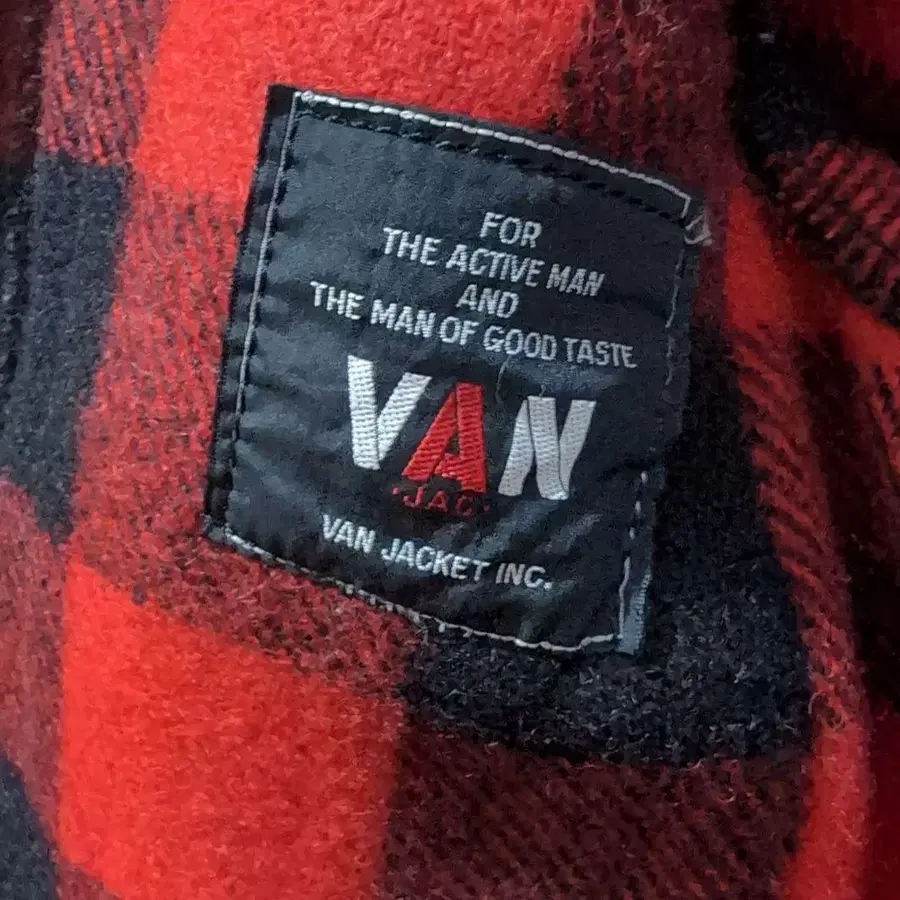 FOR
THE ACTIVE MAN
AND
THE MAN OF GOOD TASTE
VAN
·JAC·
VAN JACKET INC.